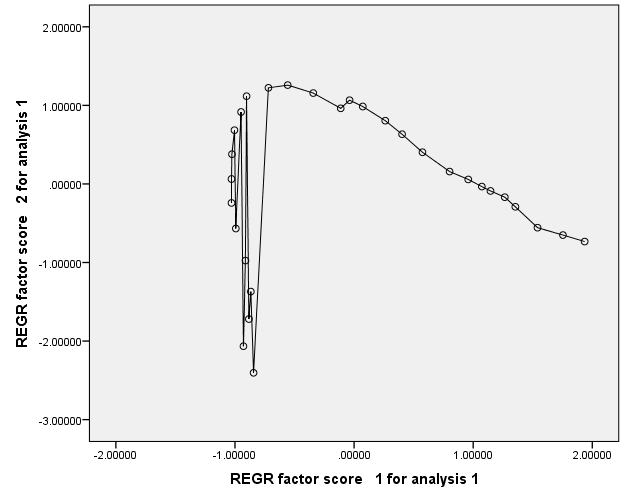 2.00000
1.00000
.00000
-1.00000
-2.00000
-3.00000
REGR factor score 2 for analysis 1
-2.00000 -1.00000 .00000 1.00000 2.00000
REGR factor score 1 for analysis 1